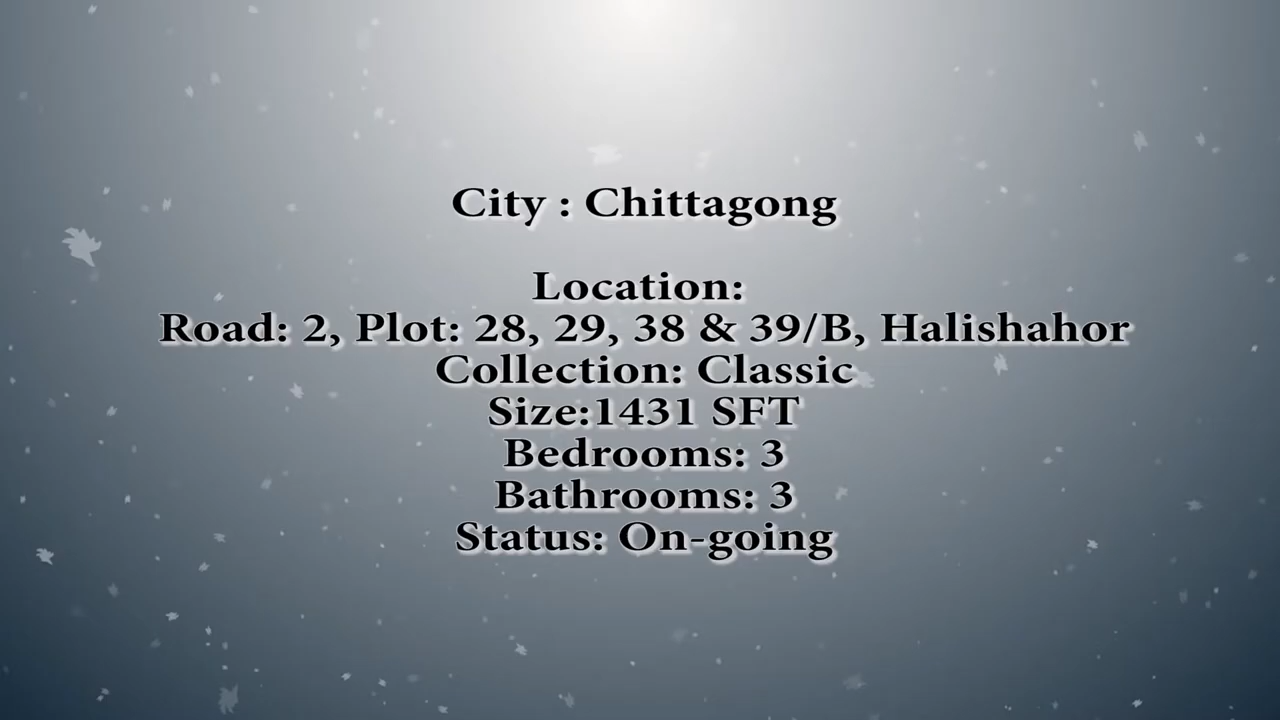 City : Chittagong
Location:
Road: 2, Plot: 28, 29, 38 & 39/B, Halishahor
Collection: Classic
Size:1431 SFT
Bedrooms: 3
Bathrooms: 3
Status: On-going